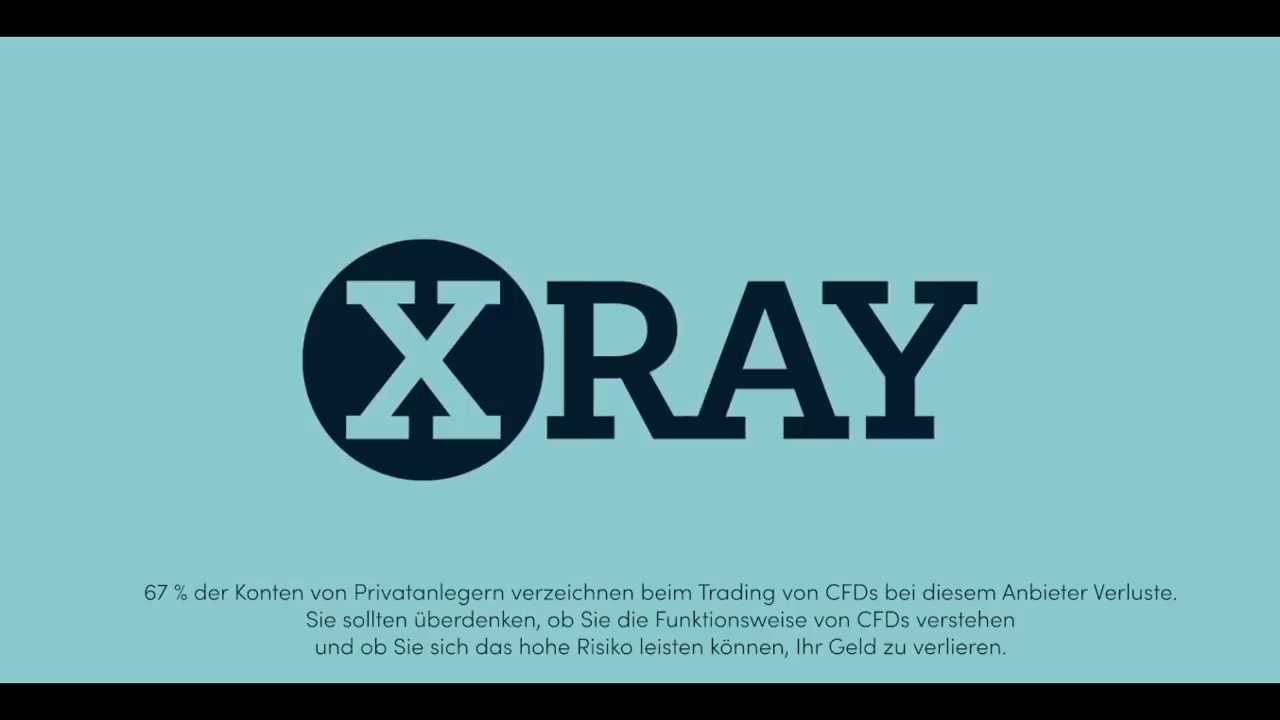 XRAY
67 % der Konten von Privatanlegern verzeichnen beim Trading von CFDs bei diesem Anbieter Verluste.
Sie sollten überdenken, ob Sie die Funktionsweise von CFDs verstehen
und ob Sie sich das hohe Risiko leisten können, Ihr Geld zu verlieren.